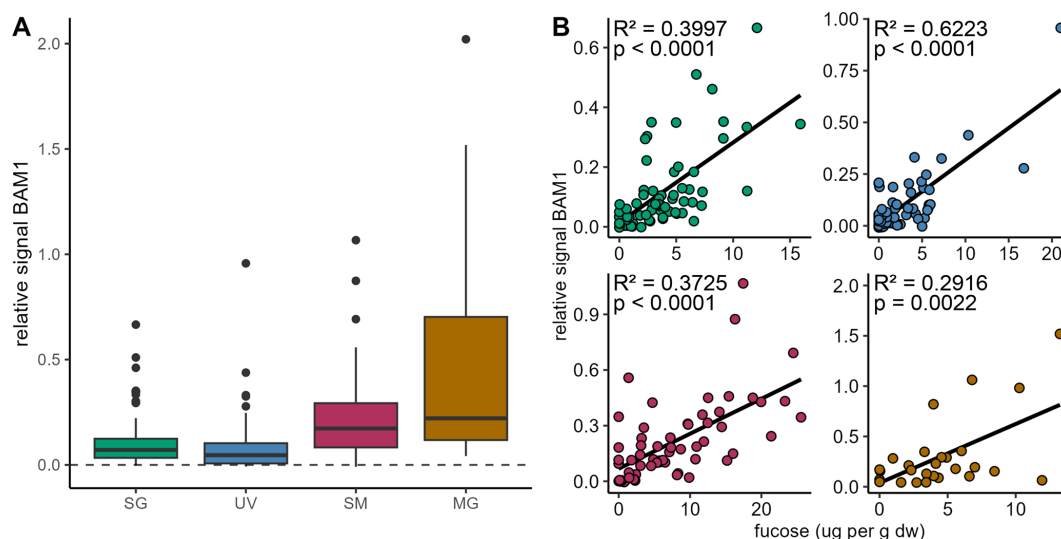 A
relative signal BAM1
2.0
1.5
1.0
0.5
0.0
SG UV SM MG
B
relative signal BAM1
R² = 0.3997
p < 0.0001
0.6
0.4
0.2
0.0
0 5 10 15
R² = 0.6223
p < 0.0001
1.00
0.75
0.50
0.25
0.00
0 5 10 15 20
R² = 0.3725
p < 0.0001
0.9
0.6
0.3
0.0
0 10 20
R² = 0.2916
p = 0.0022
2.0
1.5
1.0
0.5
0.0
0 5 10
fucose (ug per g dw)